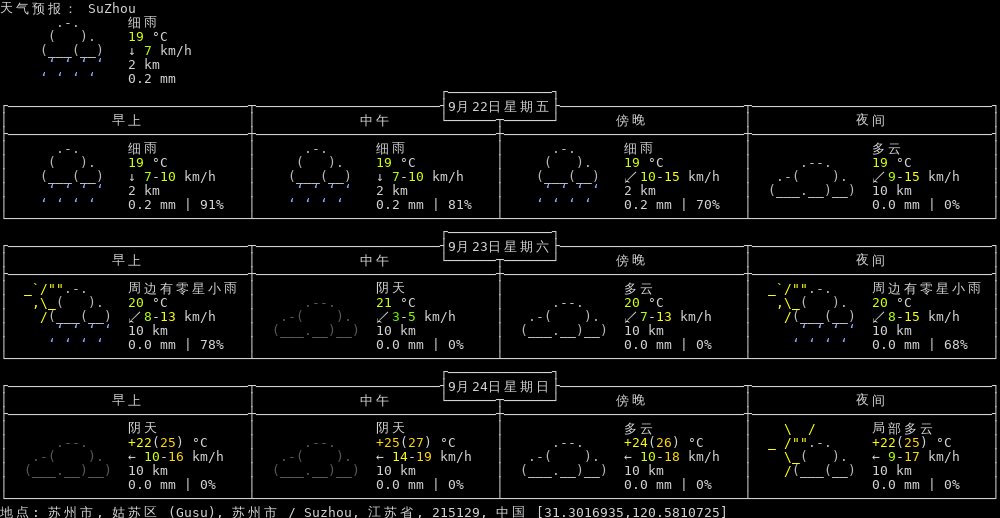 天气预报: SuZhou
细雨
19 °C
↓ 7 km/h
2 km
0.2 mm
9月22日星期五
早上 中午 傍晚 夜间
细雨 细雨 细雨 多云
19 °C 19 °C 19 °C 19 °C
↓ 7-10 km/h ↓ 7-10 km/h ↙ 10-15 km/h ↙ 9-15 km/h
2 km 2 km 2 km 10 km
0.2 mm | 91% 0.2 mm | 81% 0.2 mm | 70% 0.0 mm | 0%
9月23日星期六
早上 中午 傍晚 夜间
周边有零星小雨 阴天 多云 周边有零星小雨
20 °C 21 °C 20 °C 20 °C
↙ 8-13 km/h ↙ 3-5 km/h ↙ 7-13 km/h ↙ 8-15 km/h
10 km 10 km 10 km 10 km
0.0 mm | 78% 0.0 mm | 0% 0.0 mm | 0% 0.0 mm | 68%
9月24日星期日
早上 中午 傍晚 夜间
阴天 阴天 多云 局部多云
+22(25) °C +25(27) °C +24(26) °C +22(25) °C
← 10-16 km/h ← 14-19 km/h ← 10-18 km/h ← 9-17 km/h
10 km 10 km 10 km 10 km
0.0 mm | 0% 0.0 mm | 0% 0.0 mm | 0% 0.0 mm | 0%
地点: 苏州市, 姑苏区 (Gusu), 苏州市 / Suzhou, 江苏省, 215129, 中国 [31.3016935,120.5810725]